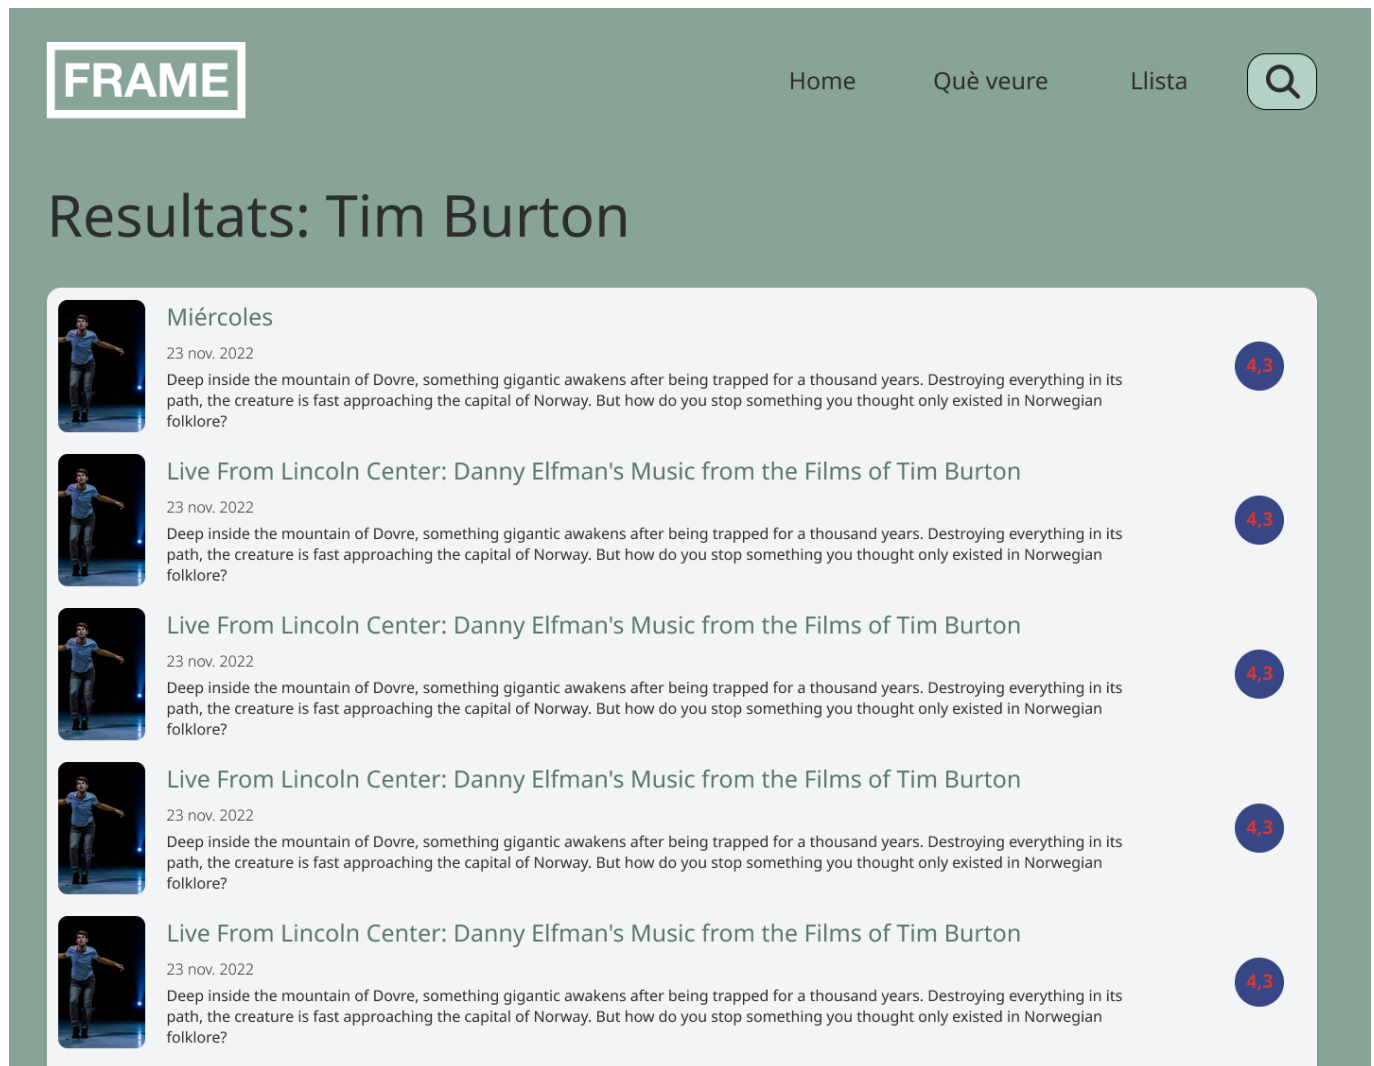 FRAME
Home
Què veure
Llista
Resultats: Tim Burton
Miércoles
23 nov. 2022
Deep inside the mountain of Dovre, something gigantic awakens after being trapped for a thousand years. Destroying everything in its
path, the creature is fast approaching the capital of Norway. But how do you stop something you thought only existed in Norwegian
folklore?
4,3
Live From Lincoln Center: Danny Elfman's Music from the Films of Tim Burton
23 nov. 2022
Deep inside the mountain of Dovre, something gigantic awakens after being trapped for a thousand years. Destroying everything in its
path, the creature is fast approaching the capital of Norway. But how do you stop something you thought only existed in Norwegian
folklore?
4,3
Live From Lincoln Center: Danny Elfman's Music from the Films of Tim Burton
23 nov. 2022
Deep inside the mountain of Dovre, something gigantic awakens after being trapped for a thousand years. Destroying everything in its
path, the creature is fast approaching the capital of Norway. But how do you stop something you thought only existed in Norwegian
folklore?
4,3
Live From Lincoln Center: Danny Elfman's Music from the Films of Tim Burton
23 nov. 2022
Deep inside the mountain of Dovre, something gigantic awakens after being trapped for a thousand years. Destroying everything in its
path, the creature is fast approaching the capital of Norway. But how do you stop something you thought only existed in Norwegian
folklore?
4,3
Live From Lincoln Center: Danny Elfman's Music from the Films of Tim Burton
23 nov. 2022
Deep inside the mountain of Dovre, something gigantic awakens after being trapped for a thousand years. Destroying everything in its
path, the creature is fast approaching the capital of Norway. But how do you stop something you thought only existed in Norwegian
folklore?
4,3